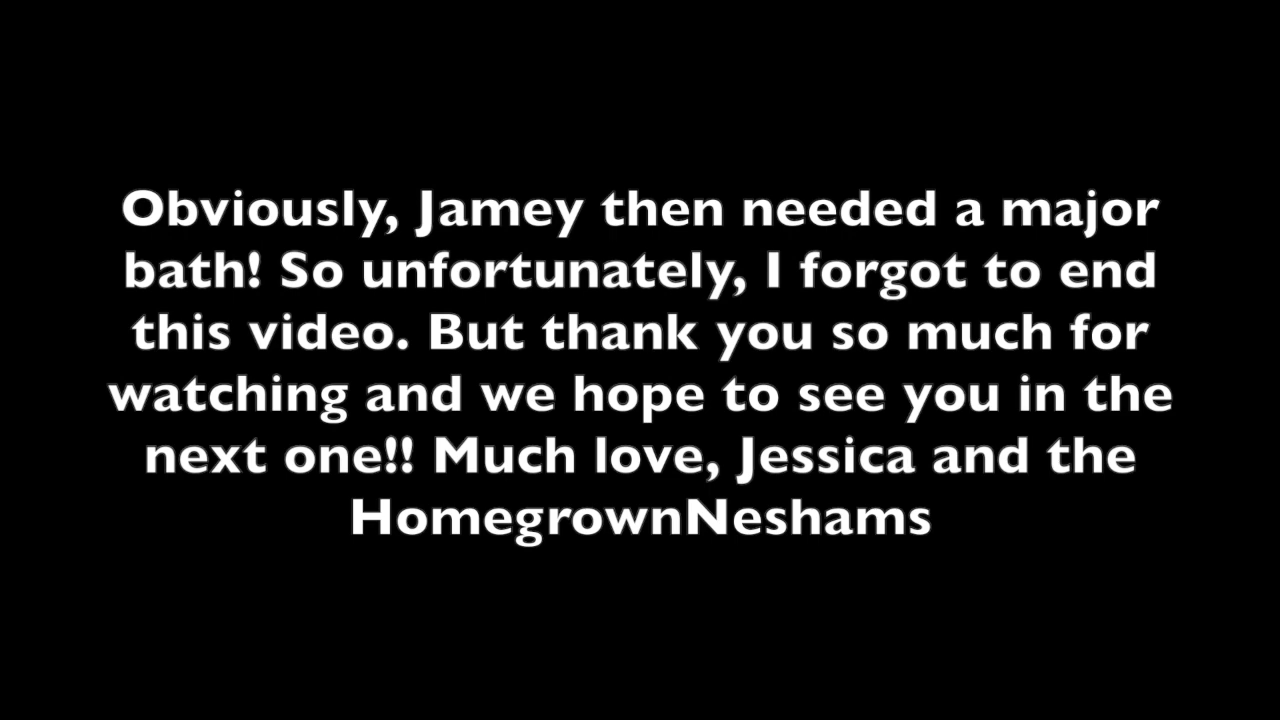 Obviously, Jamey then needed a major
bath! So unfortunately, I forgot to end
this video. But thank you so much for
watching and we hope to see you in the
next one!! Much love, Jessica and the
HomegrownNeshams